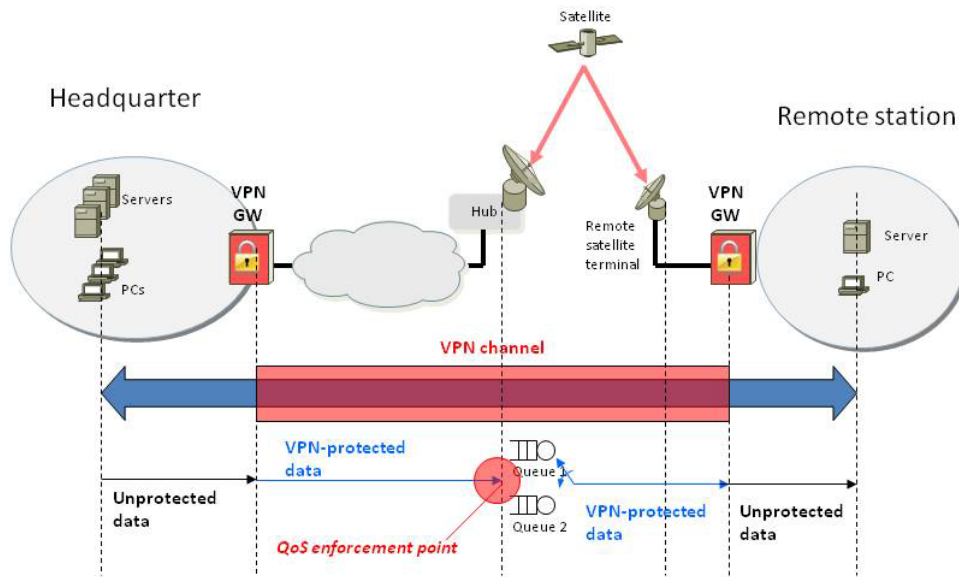 Satellite
Headquarter
Remote station
VPN
GW
Servers
PCs
Hub
Remote
satellite
terminal
VPN
GW
Server
PC
VPN channel
VPN-protected
data
Queue 1
Unprotected
data
QoS enforcement point
Queue 2
VPN-protected
data
Unprotected
data